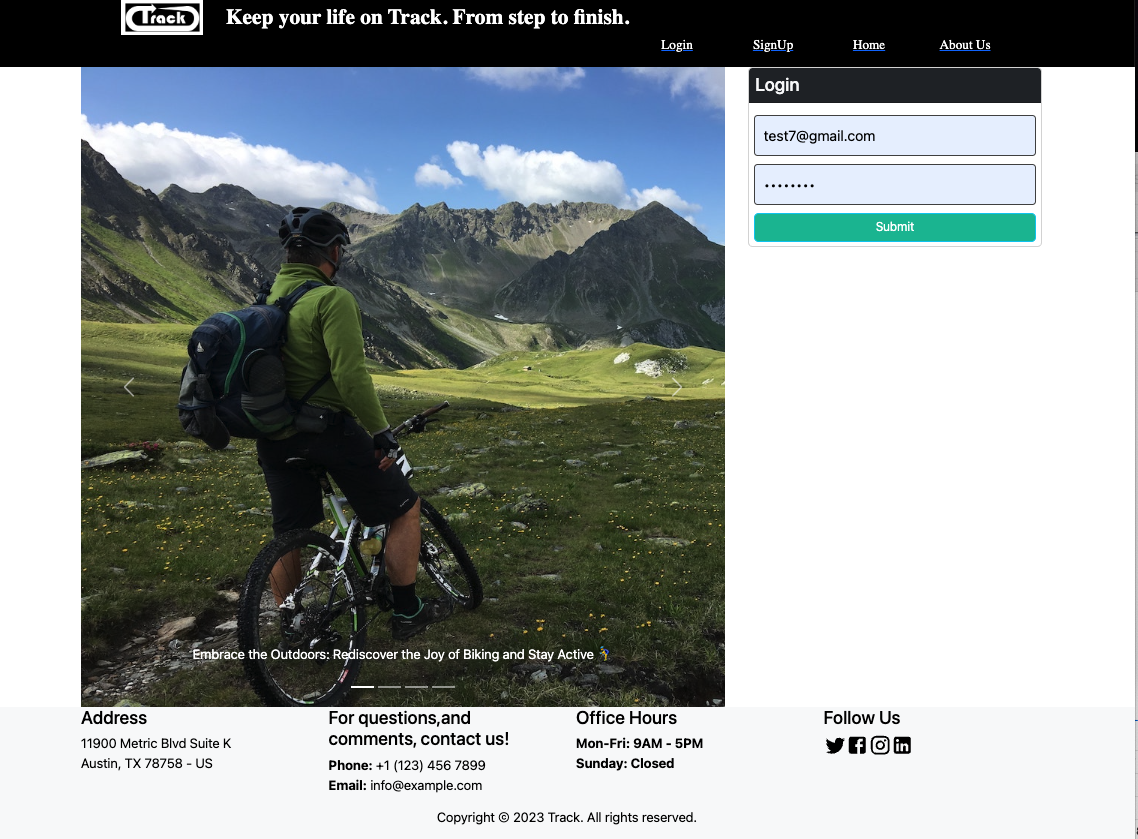 Track
Keep your life on Track. From step to finish.
Login SignUp Home About Us
Login
test7@gmail.com
••••••••
Submit
Embrace the Outdoors: Rediscover the Joy of Biking and Stay Active 🚴‍♂️
Address
11900 Metric Blvd Suite K
Austin, TX 78758 - US
For questions,and
comments, contact us!
Phone: +1 (123) 456 7899
Email: info@example.com
Office Hours
Mon-Fri: 9AM - 5PM
Sunday: Closed
Follow Us
Copyright © 2023 Track. All rights reserved.